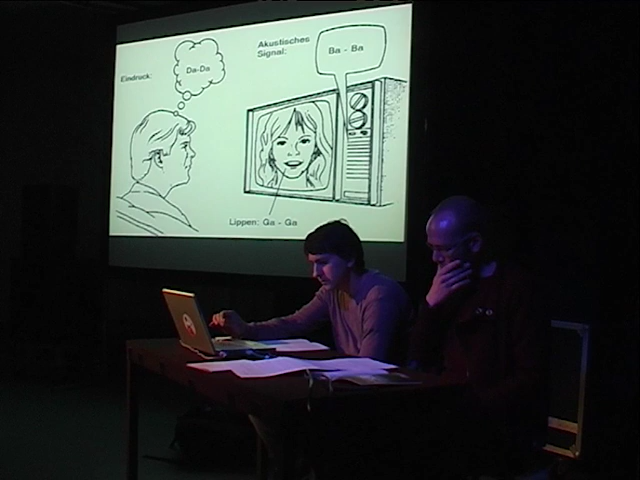 Eindruck:
Da-Da
Akustisches
Signal:
Ba - Ba
Lippen: Ga - Ga